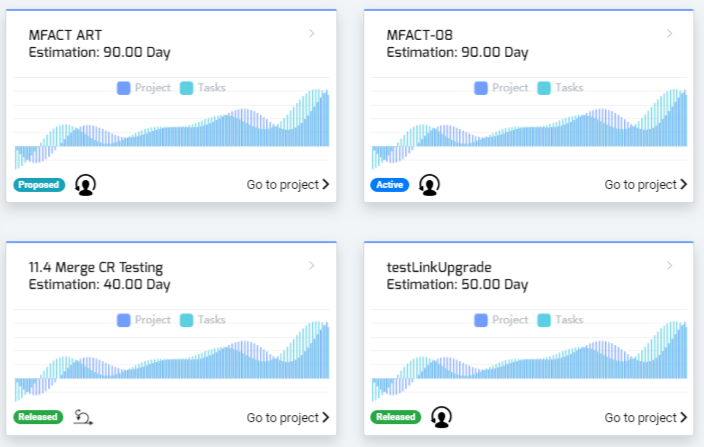 MFACT ART
Estimation: 90.00 Day
Project Tasks
Proposed Go to project
MFACT-08
Estimation: 90.00 Day
Project Tasks
Active Go to project
11.4 Merge CR Testing
Estimation: 40.00 Day
Project Tasks
Released Go to project
testLinkUpgrade
Estimation: 50.00 Day
Project Tasks
Released Go to project